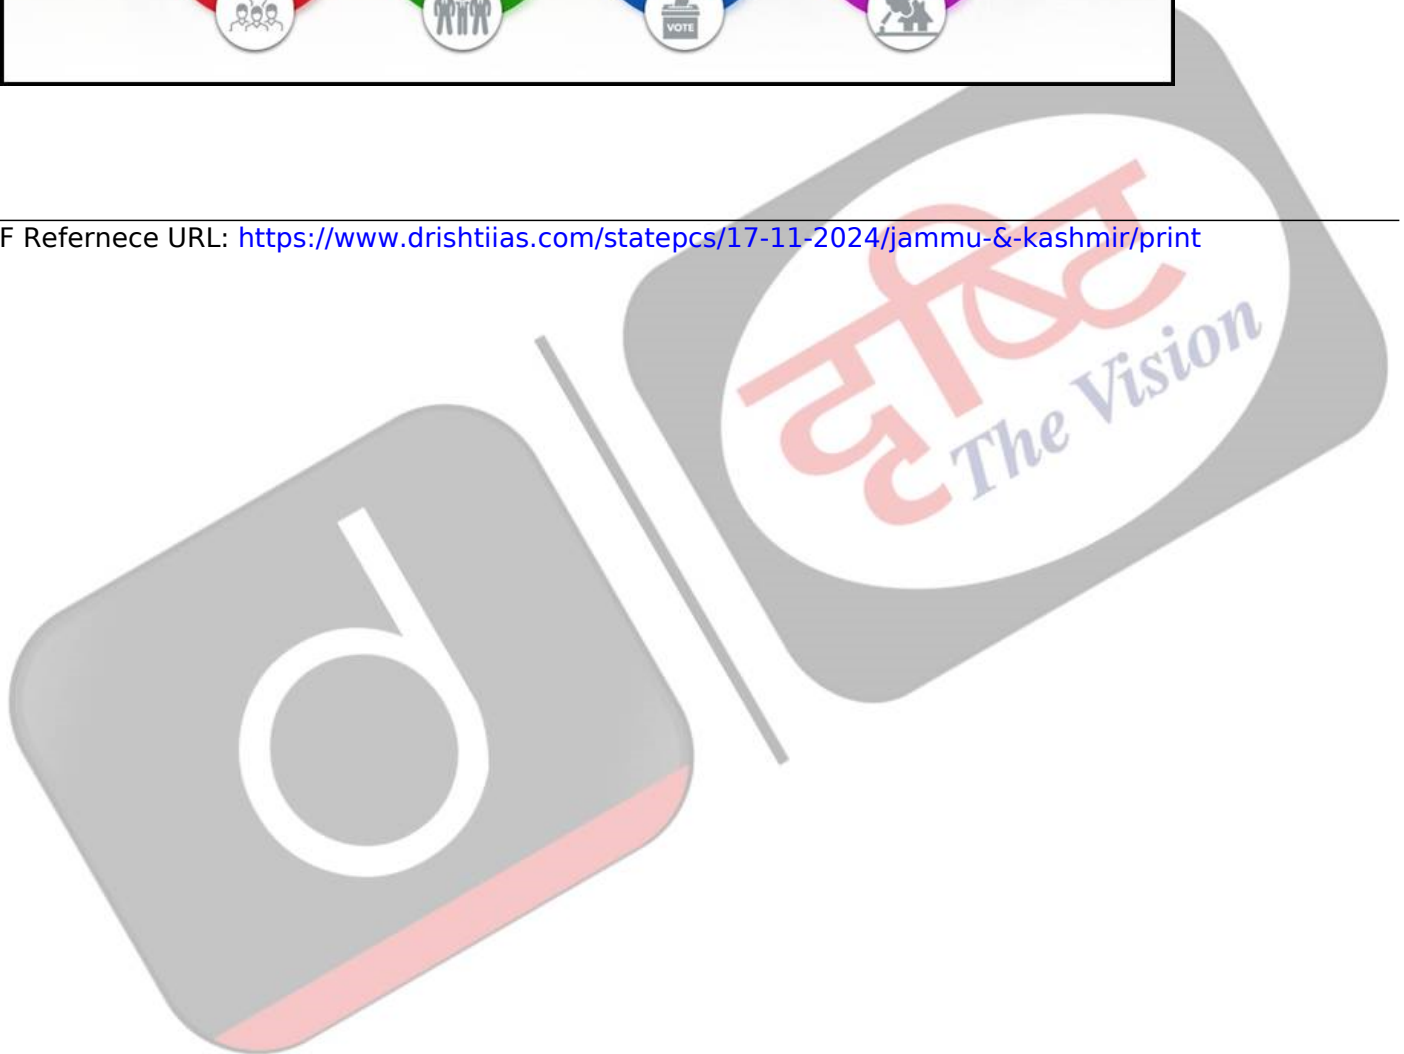 VOTE
F Refernece URL: https://www.drishtiias.com/statepcs/17-11-2024/jammu-&-kashmir/print
दृष्टि
The Vision
d